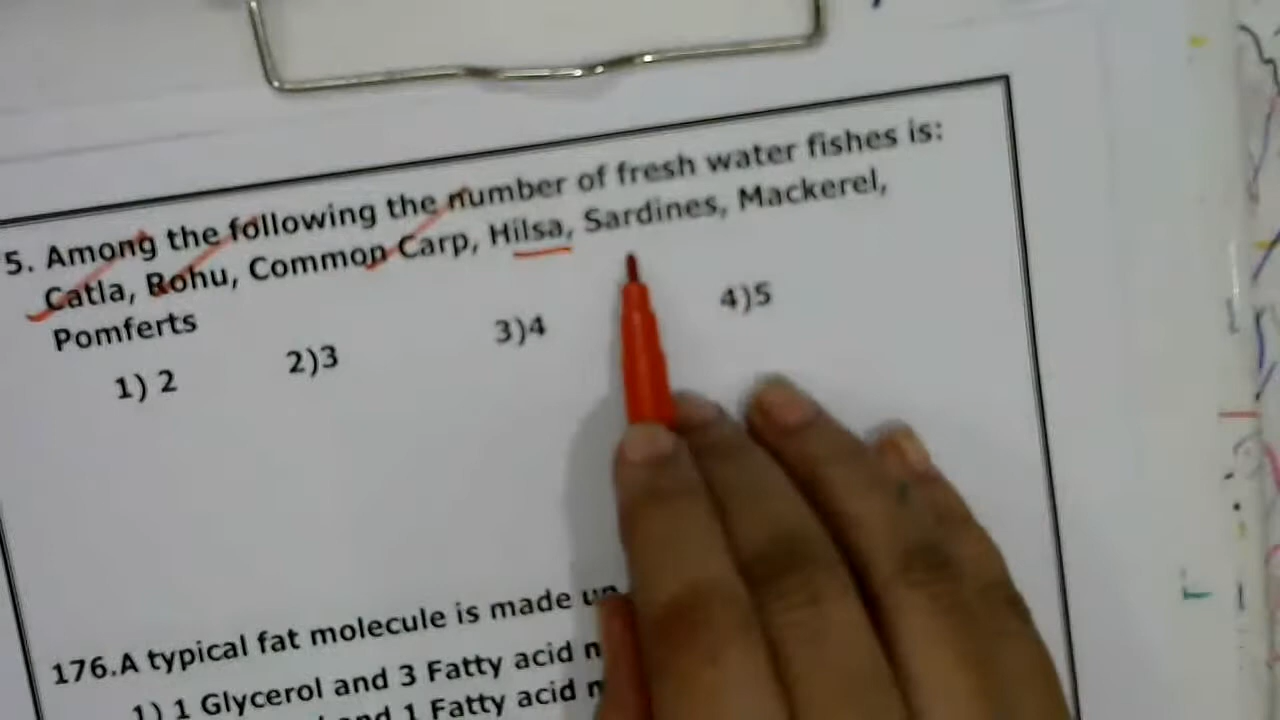 5. Among the following the number of fresh water fishes is:
Catla, Rohu, Common Carp, Hilsa, Sardines, Mackerel,
Pomferts
1) 2 2)3 3)4 4)5
176.A typical fat molecule is made up
1) 1 Glycerol and 3 Fatty acid
and 1 Fatty acid